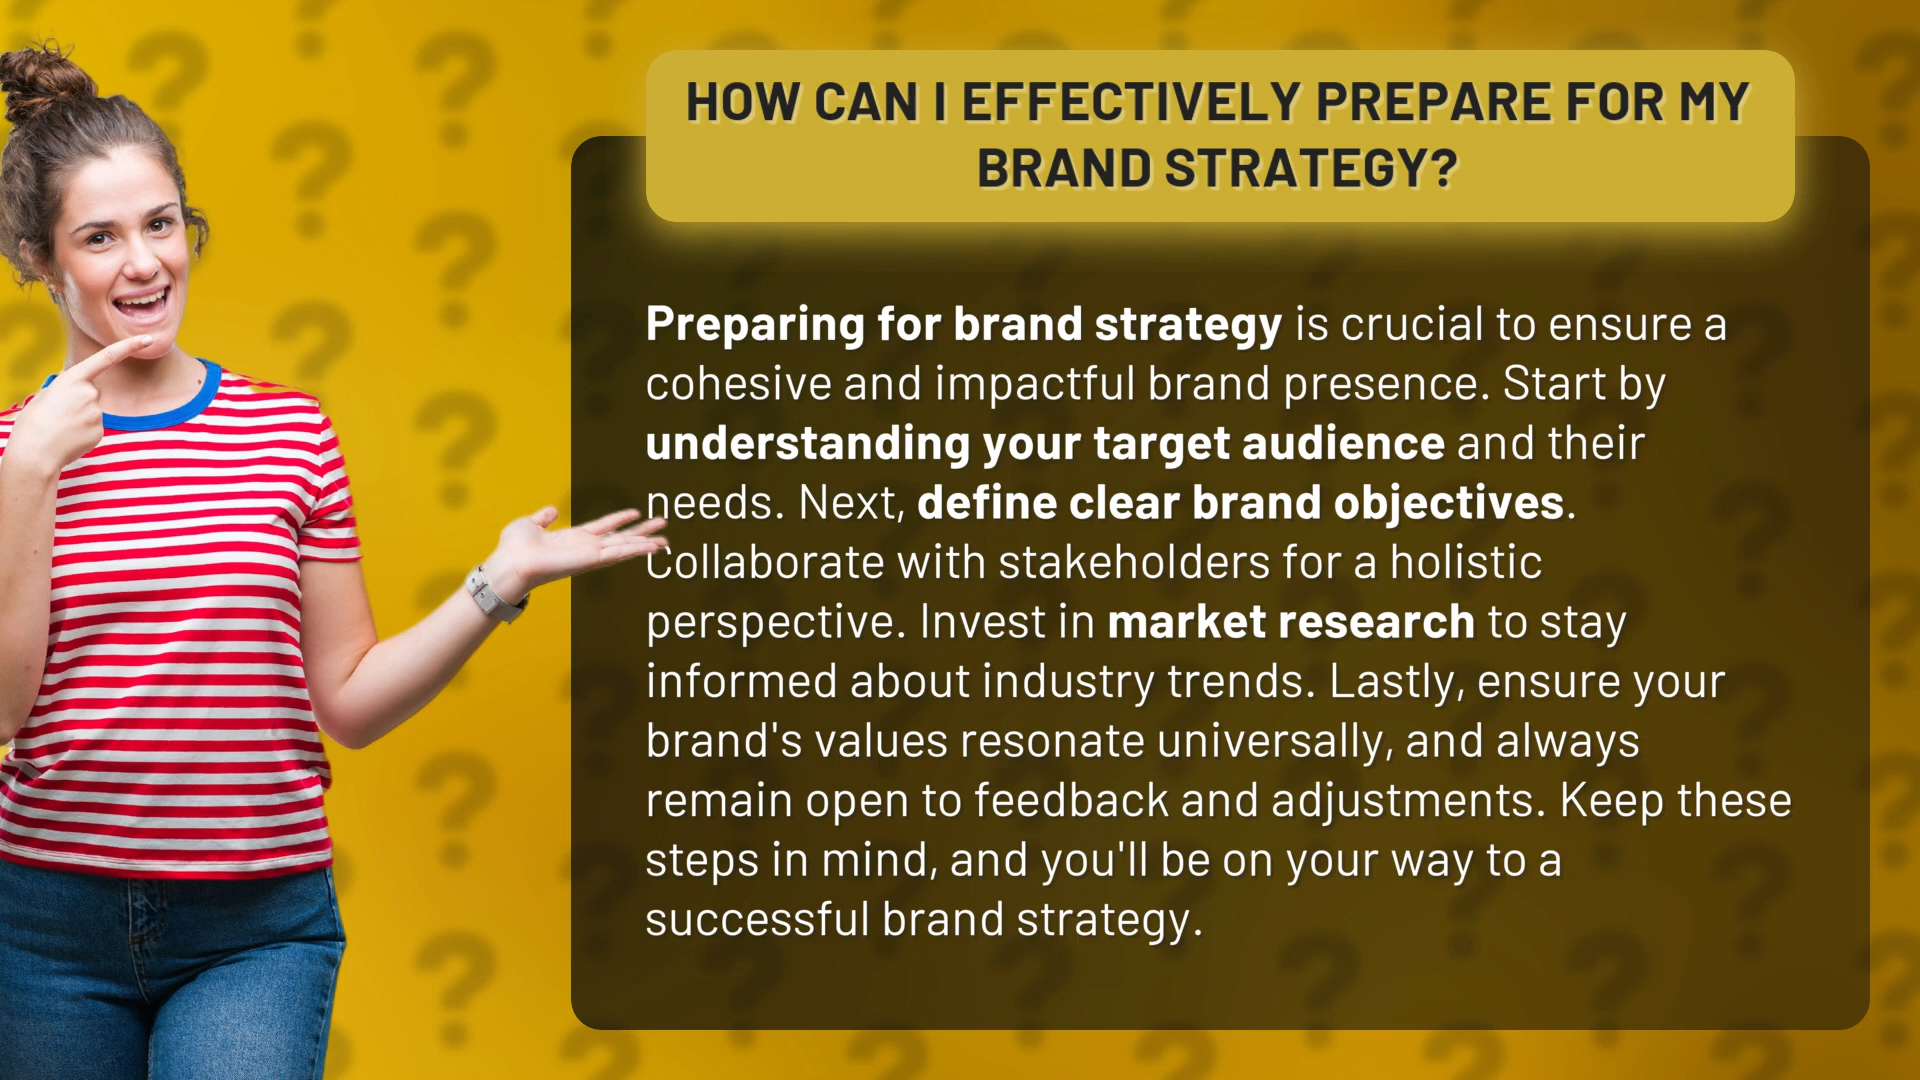 HOW CAN I EFFECTIVELY PREPARE FOR MY
BRAND STRATEGY?
Preparing for brand strategy is crucial to ensure a
cohesive and impactful brand presence. Start by
understanding your target audience and their
needs. Next, define clear brand objectives.
Collaborate with stakeholders for a holistic
perspective. Invest in market research to stay
informed about industry trends. Lastly, ensure your
brand's values resonate universally, and always
remain open to feedback and adjustments. Keep these
steps in mind, and you'll be on your way to a
successful brand strategy.